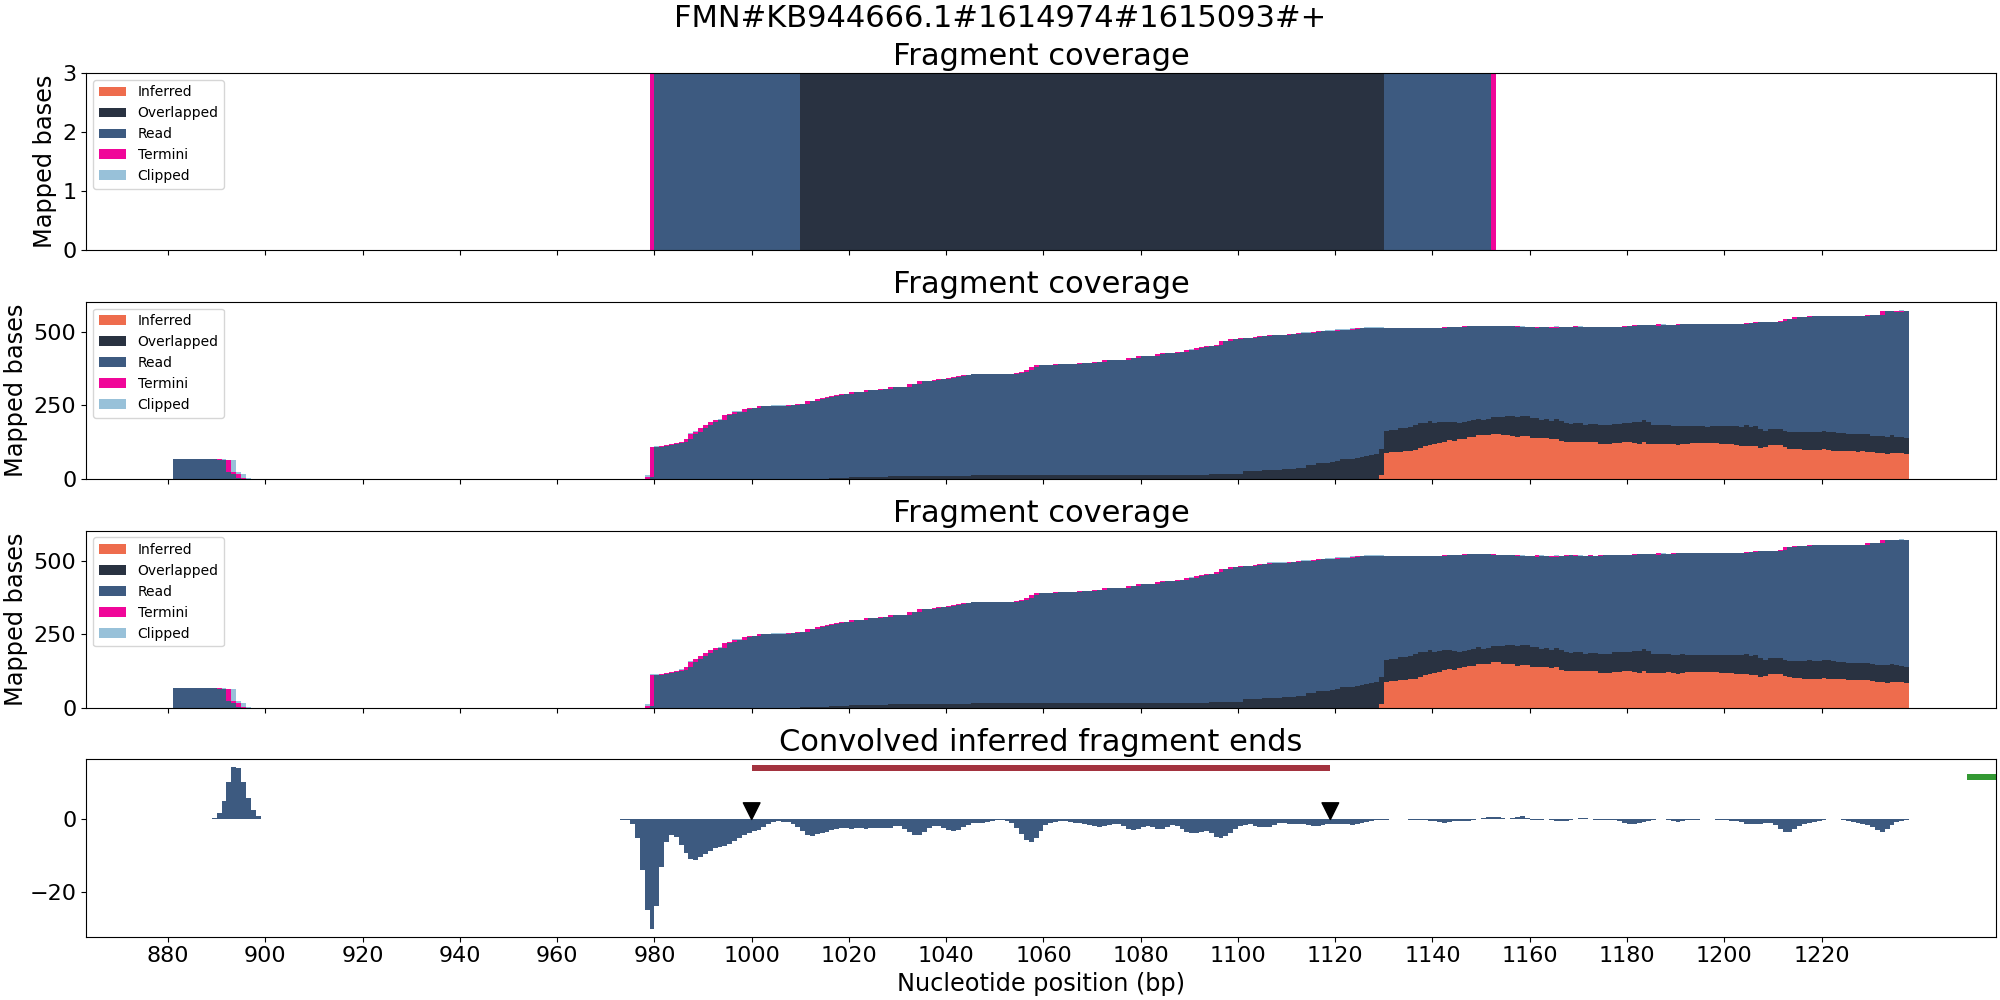 FMN#KB944666.1#1614974#1615093#+
Fragment coverage
Mapped bases
3
2
1
0
Inferred
Overlapped
Read
Termini
Clipped
Fragment coverage
Mapped bases
500
250
0
Inferred
Overlapped
Read
Termini
Clipped
Fragment coverage
Mapped bases
500
250
0
Inferred
Overlapped
Read
Termini
Clipped
Convolved inferred fragment ends
0
−20
880 900 920 940 960 980 1000 1020 1040 1060 1080 1100 1120 1140 1160 1180 1200 1220
Nucleotide position (bp)